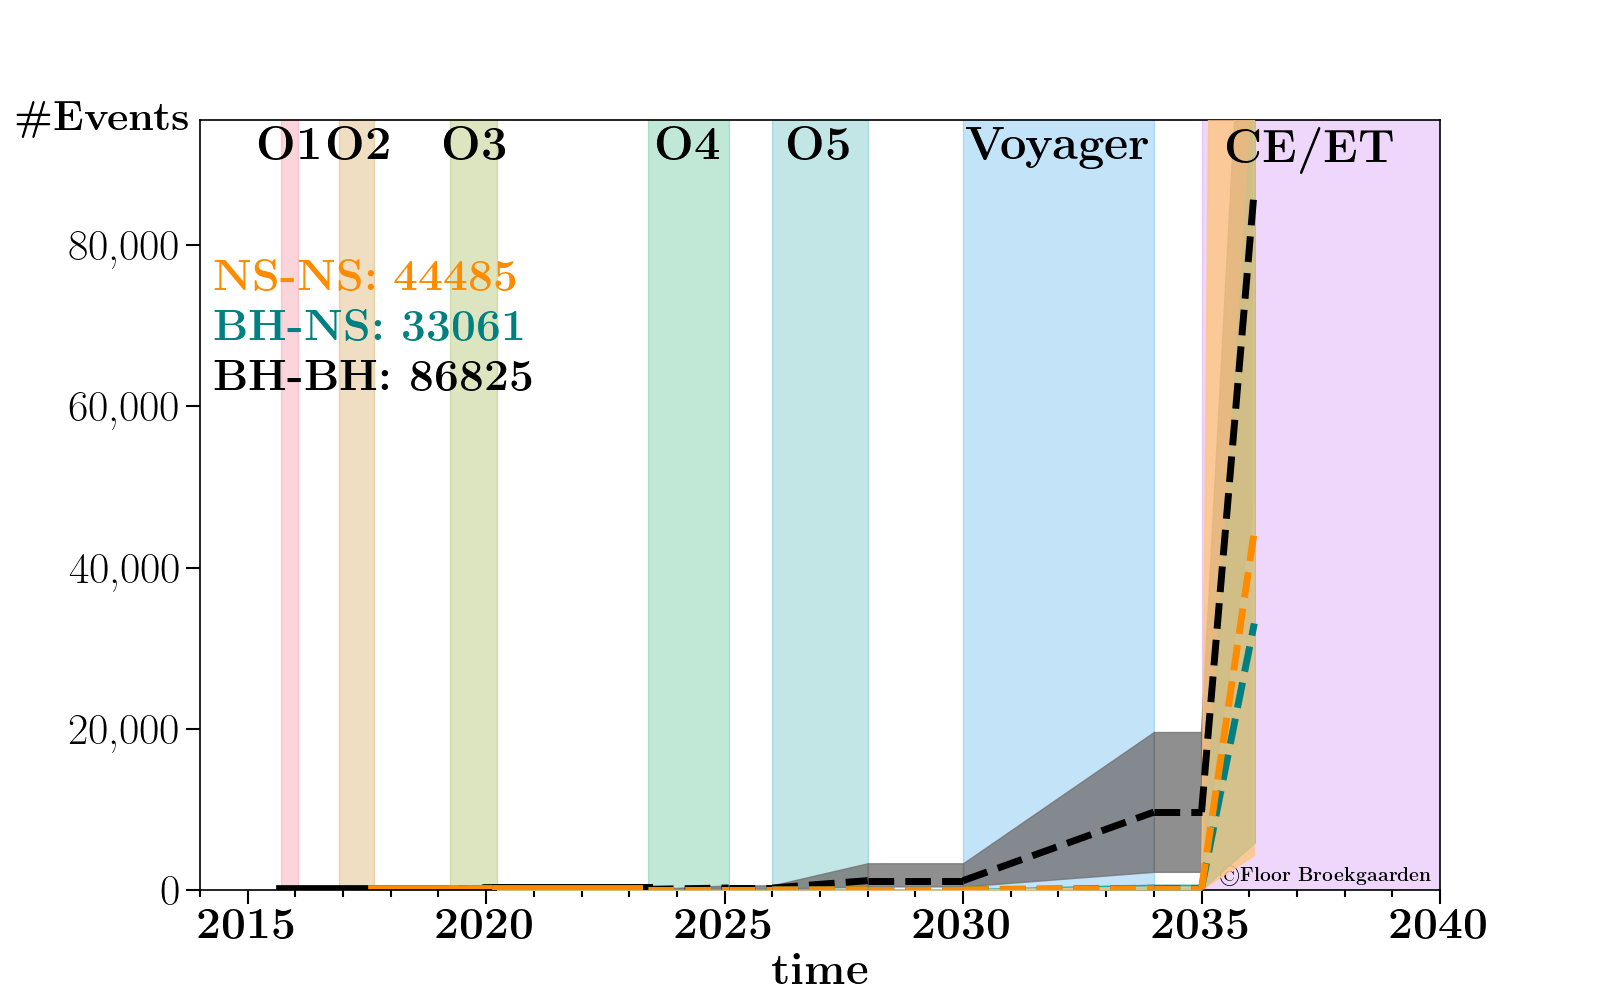 #Events
O1 O2 O3 O4 O5 Voyager CE/ET
80,000
NS-NS: 44485
BH-NS: 33061
BH-BH: 86825
60,000
40,000
20,000
0
©Floor Broekgaarden
2015 2020 2025 2030 2035 2040
time